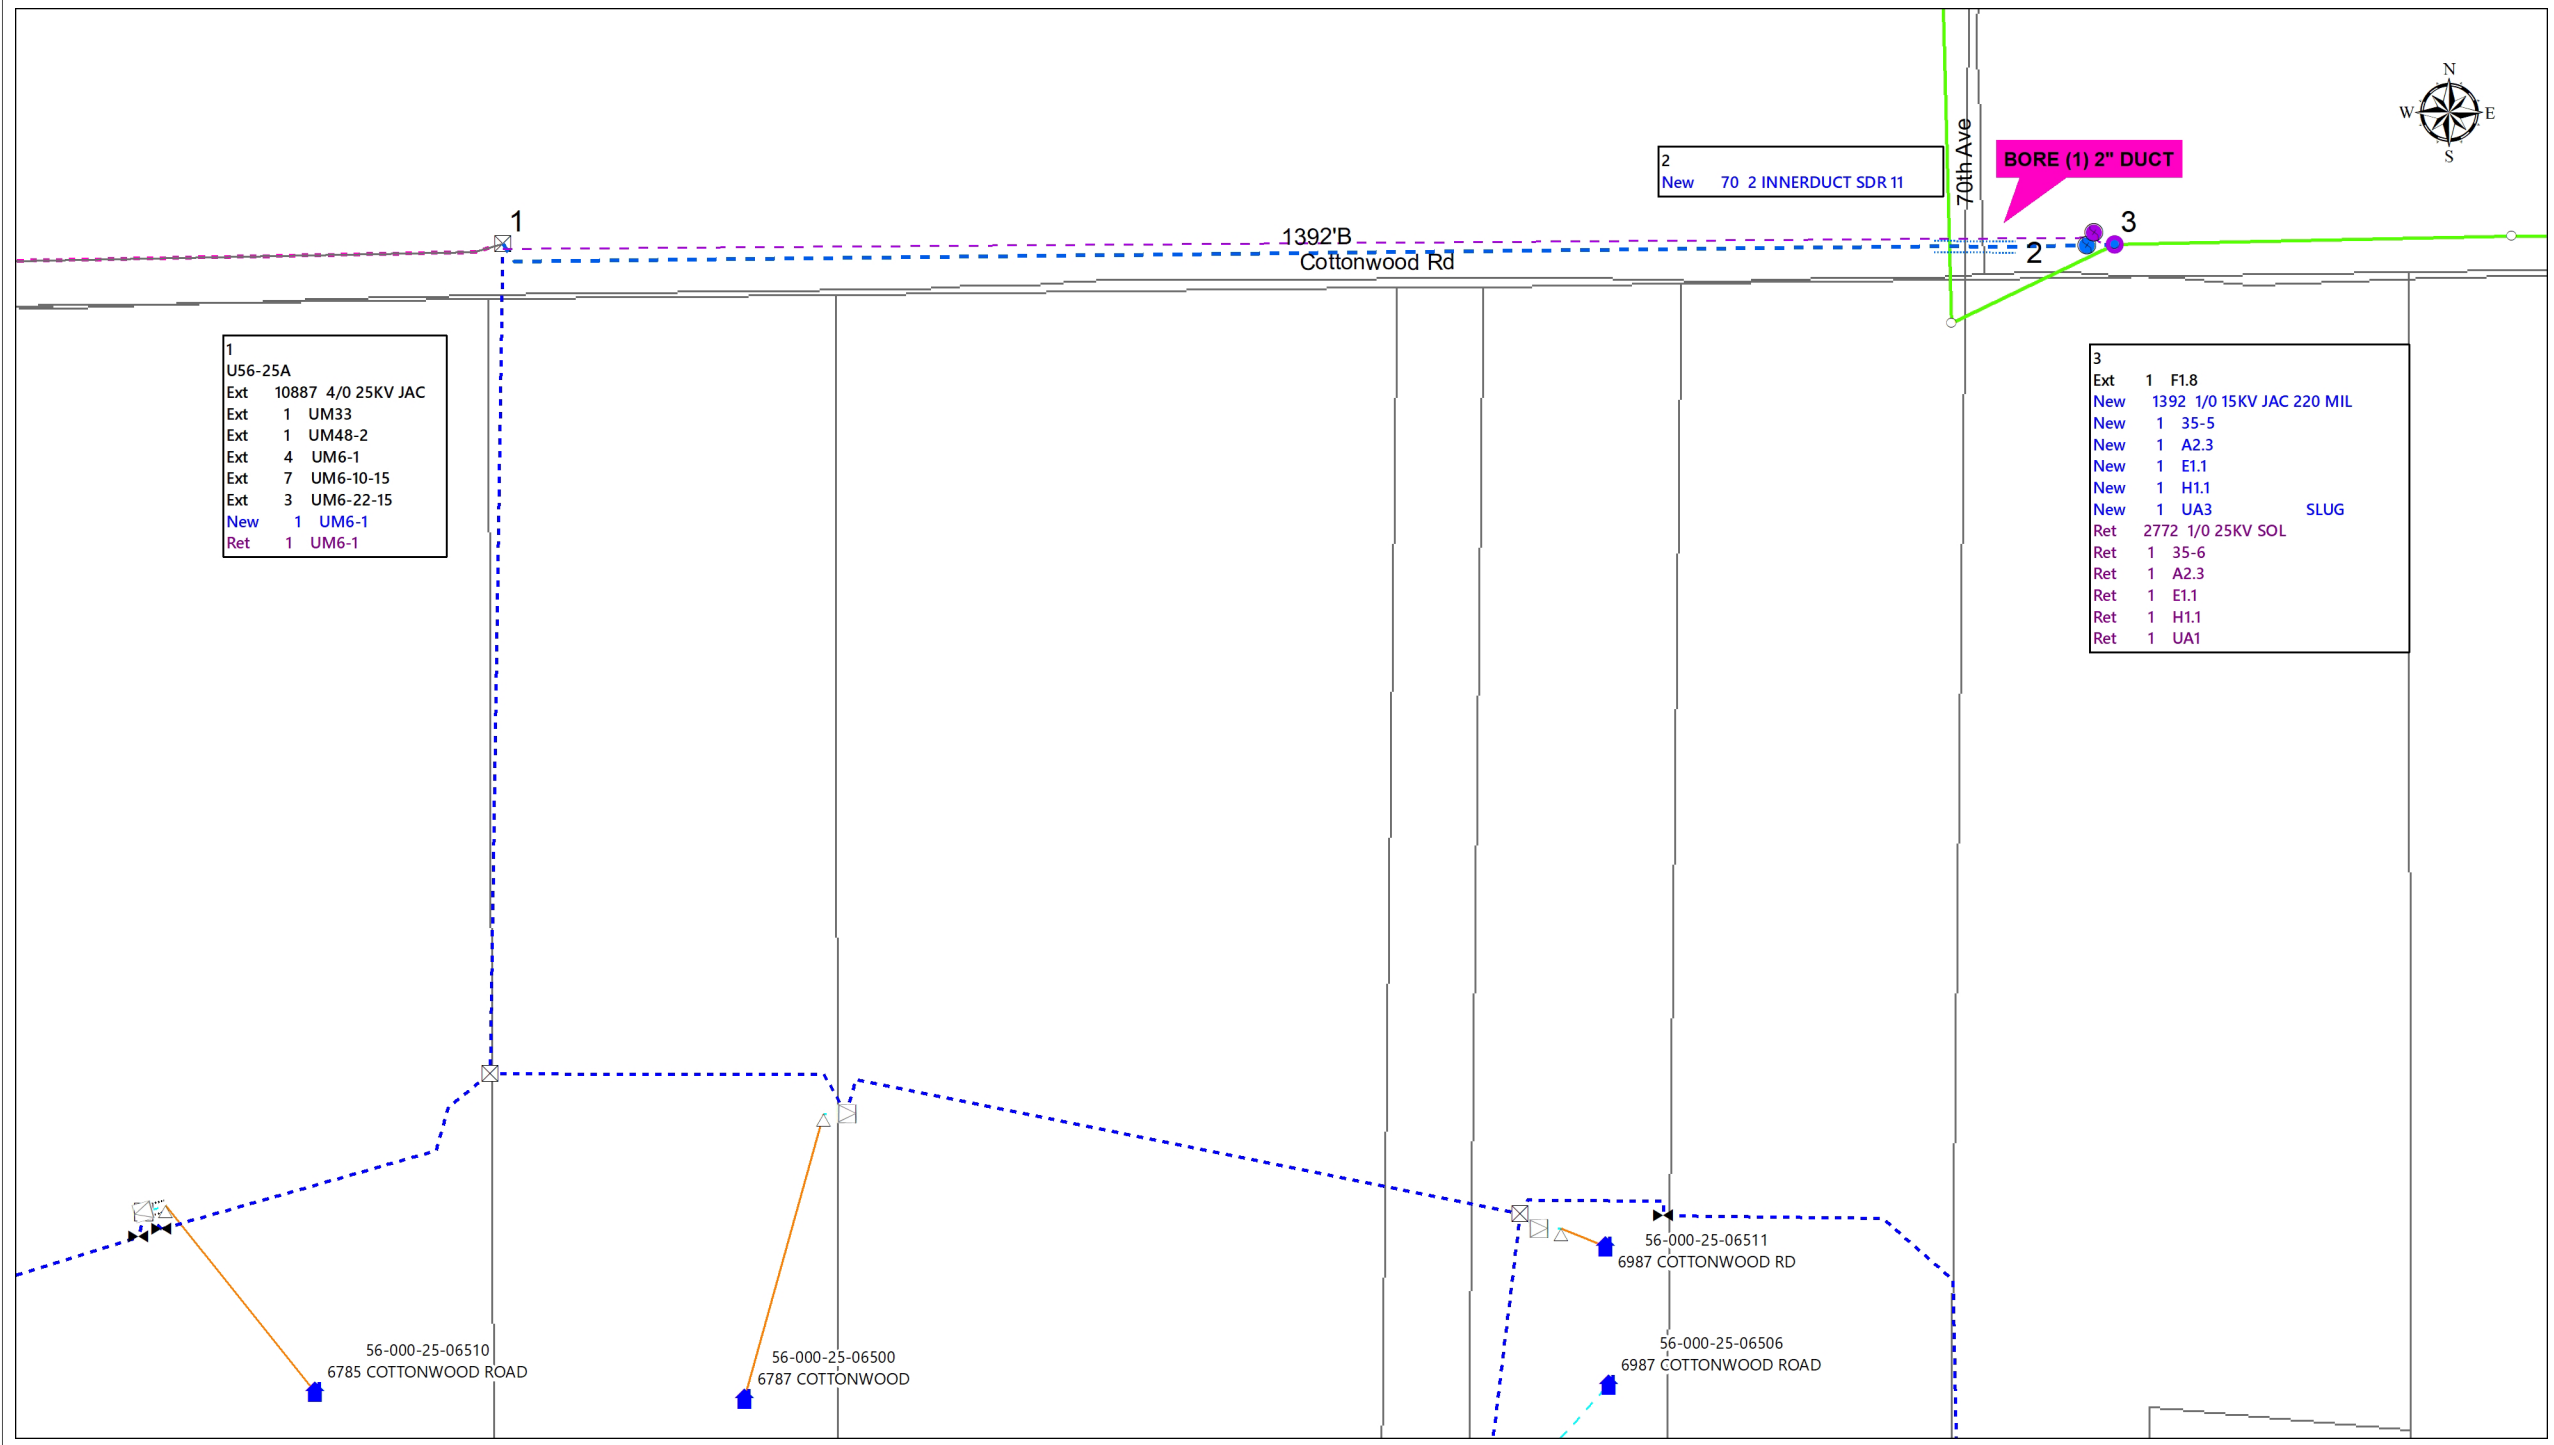 N
W E
S
2
New 70 2 INNERDUCT SDR 11
70th Ave
BORE (1) 2" DUCT
1
1392'B
Cottonwood Rd
2
3
1
U56-25A
Ext 10887 4/0 25KV JAC
Ext 1 UM33
Ext 1 UM48-2
Ext 4 UM6-1
Ext 7 UM6-10-15
Ext 3 UM6-22-15
New 1 UM6-1
Ret 1 UM6-1
3
Ext 1 F1.8
New 1392 1/0 15KV JAC 220 MIL
New 1 35-5
New 1 A2.3
New 1 E1.1
New 1 H1.1
New 1 UA3 SLUG
Ret 2772 1/0 25KV SOL
Ret 1 35-6
Ret 1 A2.3
Ret 1 E1.1
Ret 1 H1.1
Ret 1 UA1
56-000-25-06511
6987 COTTONWOOD RD
56-000-25-06510
6785 COTTONWOOD ROAD
56-000-25-06500
6787 COTTONWOOD
56-000-25-06506
6987 COTTONWOOD ROAD